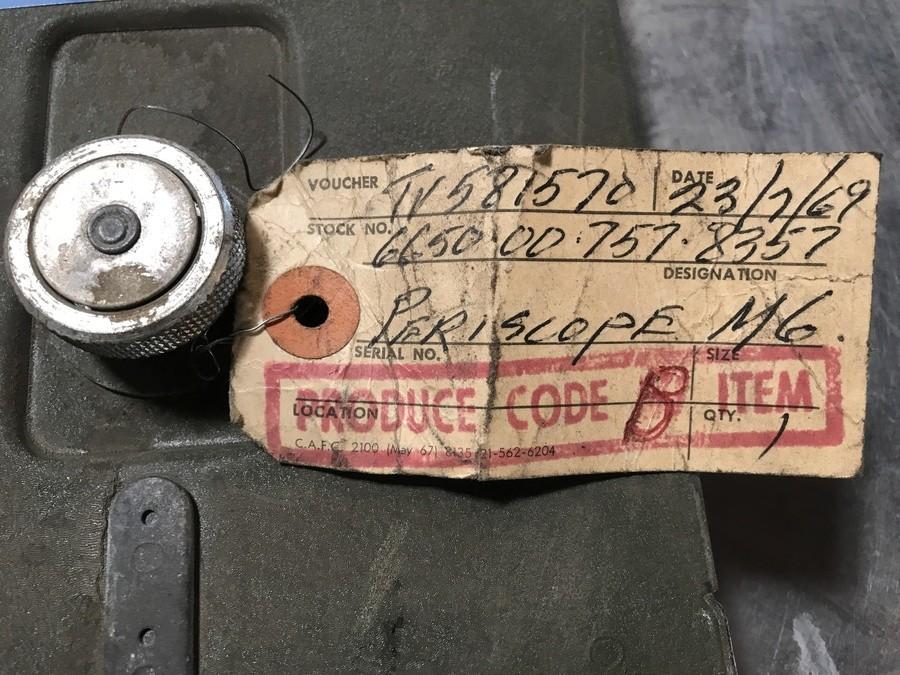 VOUCHER TV581570 DATE 23/7/69
STOCK NO. 6650·00·757·8357
DESIGNATION
PERISCOPE M6.
SERIAL NO. SIZE
PRODUCE CODE B ITEM
LOCATION QTY. 1
C.A.F.C. 2100 (May 67) 8135-21-562-6204